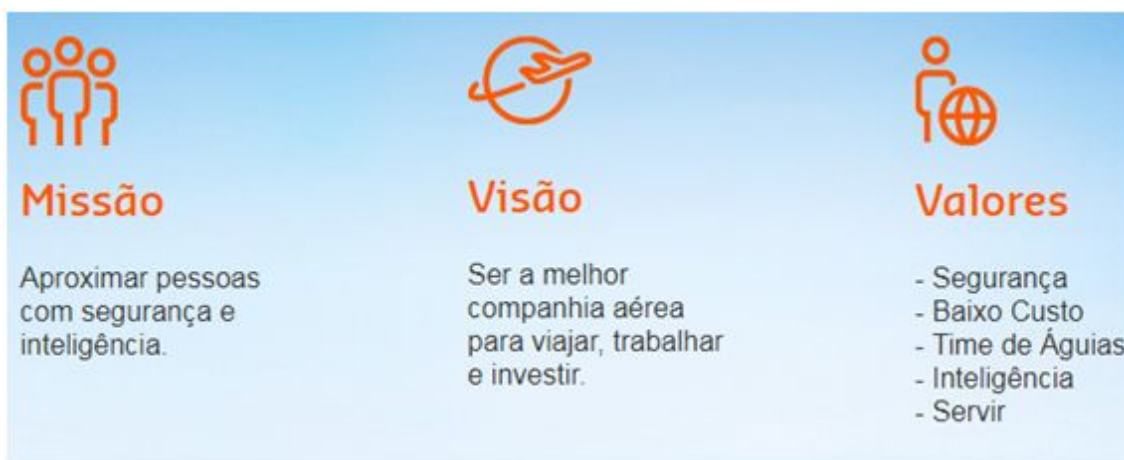 Missão
Aproximar pessoas
com segurança e
inteligência.
Visão
Ser a melhor
companhia aérea
para viajar, trabalhar
e investir.
Valores
- Segurança
- Baixo Custo
- Time de Águias
- Inteligência
- Servir